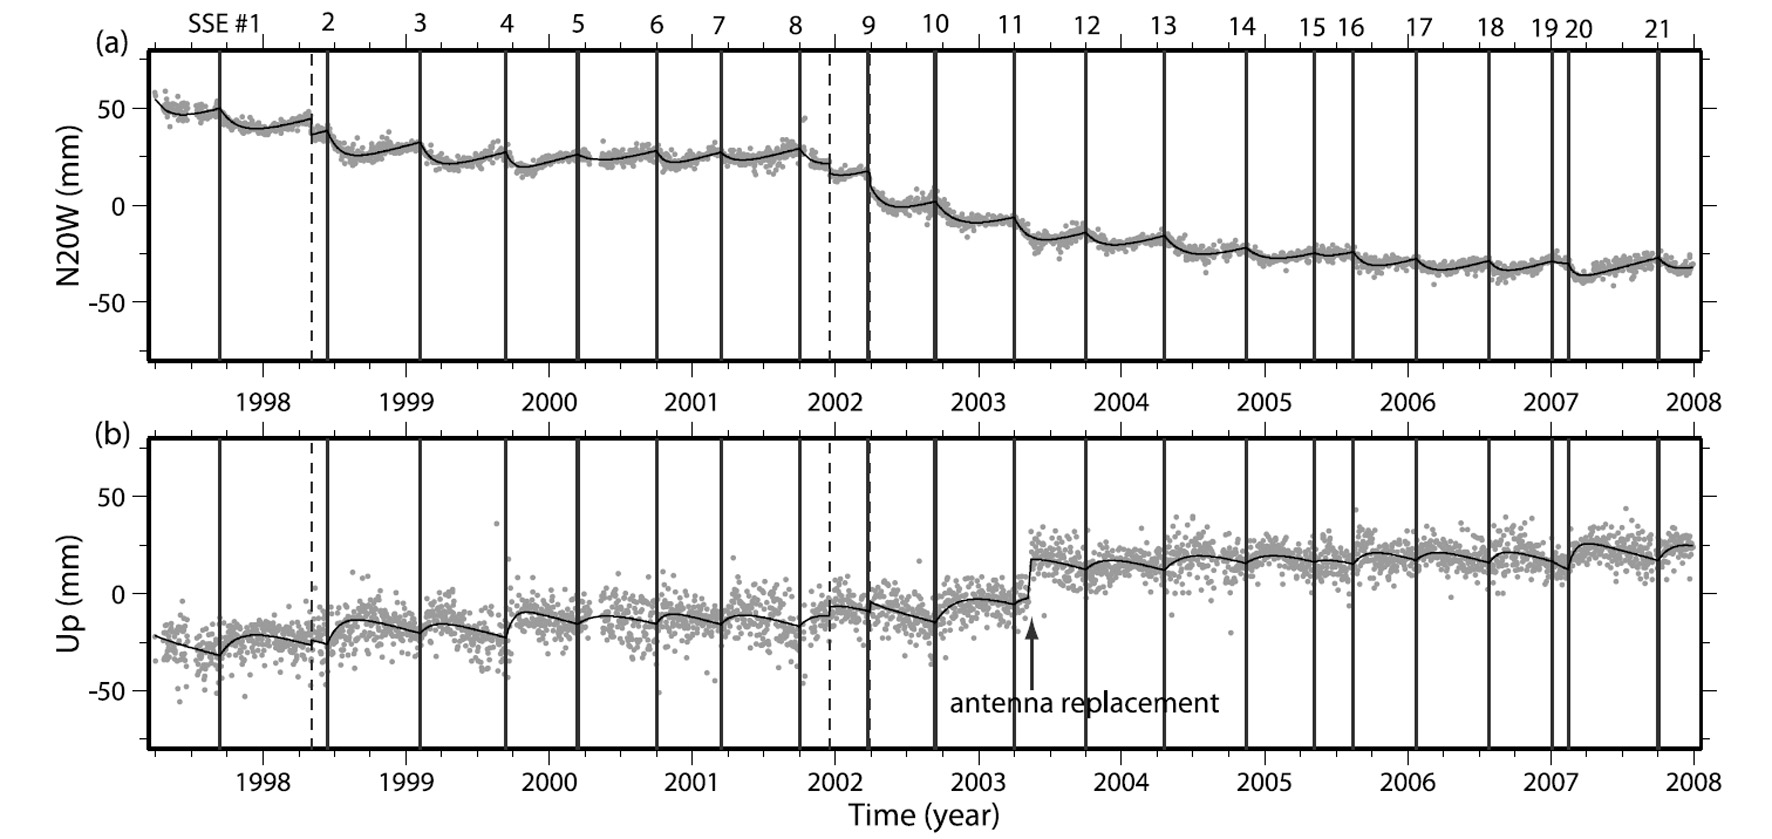 SSE #1 2 3 4 5 6 7 8 9 10 11 12 13 14 15 16 17 18 19 20 21
(a)
50
0
-50
N20W (mm)
1998 1999 2000 2001 2002 2003 2004 2005 2006 2007 2008
(b)
50
0
-50
Up (mm)
antenna replacement
1998 1999 2000 2001 2002 2003 2004 2005 2006 2007 2008
Time (year)